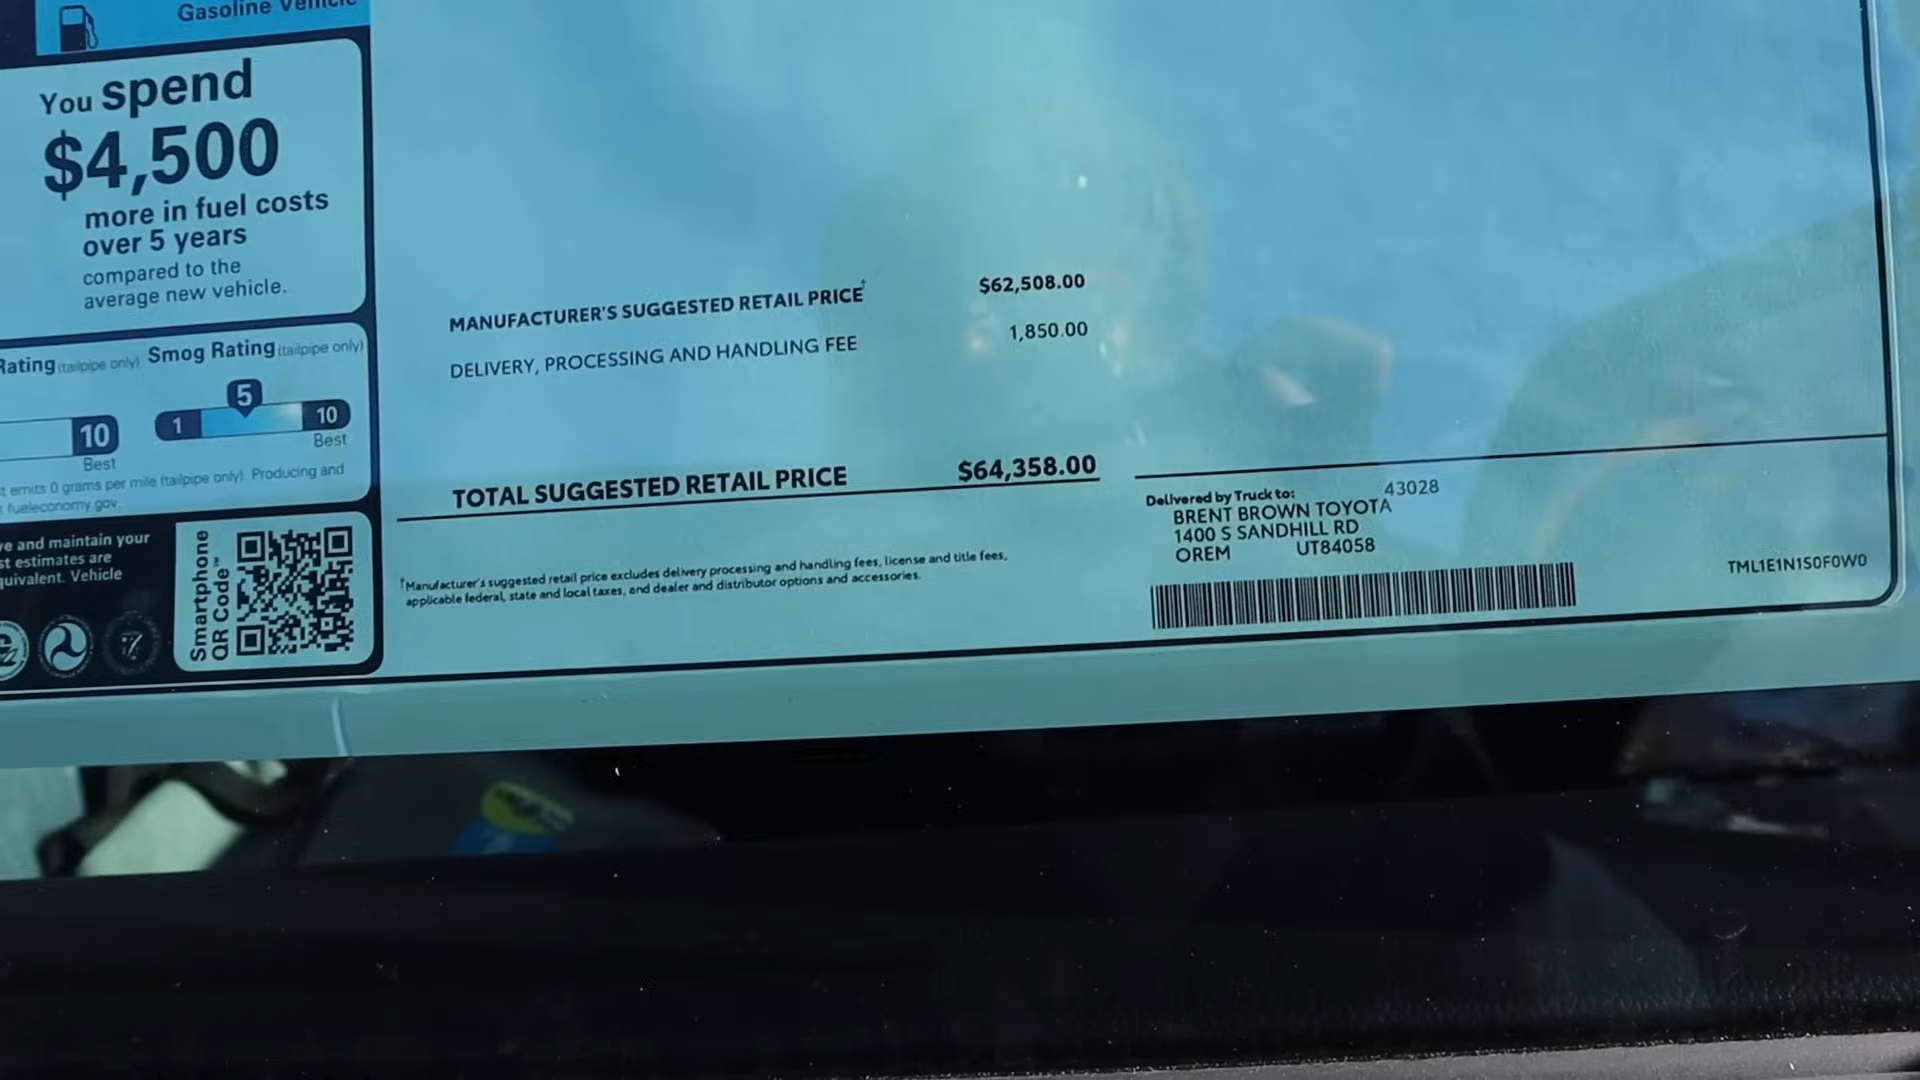 Gasoline Vehicle
You spend
$4,500
more in fuel costs
over 5 years
compared to the
average new vehicle.
Rating (tailpipe only)
Smog Rating (tailpipe only)
10
Best
1
5
10
Best
emits 0 grams per mile (tailpipe only). Producing and
fueleconomy.gov.
and maintain your
estimates are
Vehicle
Smartphone
QR Code™
MANUFACTURER'S SUGGESTED RETAIL PRICE† $62,508.00
DELIVERY, PROCESSING AND HANDLING FEE 1,850.00
TOTAL SUGGESTED RETAIL PRICE $64,358.00
†Manufacturer's suggested retail price excludes delivery processing and handling fees, license and title fees,
applicable federal, state and local taxes, and dealer and distributor options and accessories.
Delivered by Truck to: 43028
BRENT BROWN TOYOTA
1400 S SANDHILL RD
OREM UT84058
TML1E1N1S0F0W0